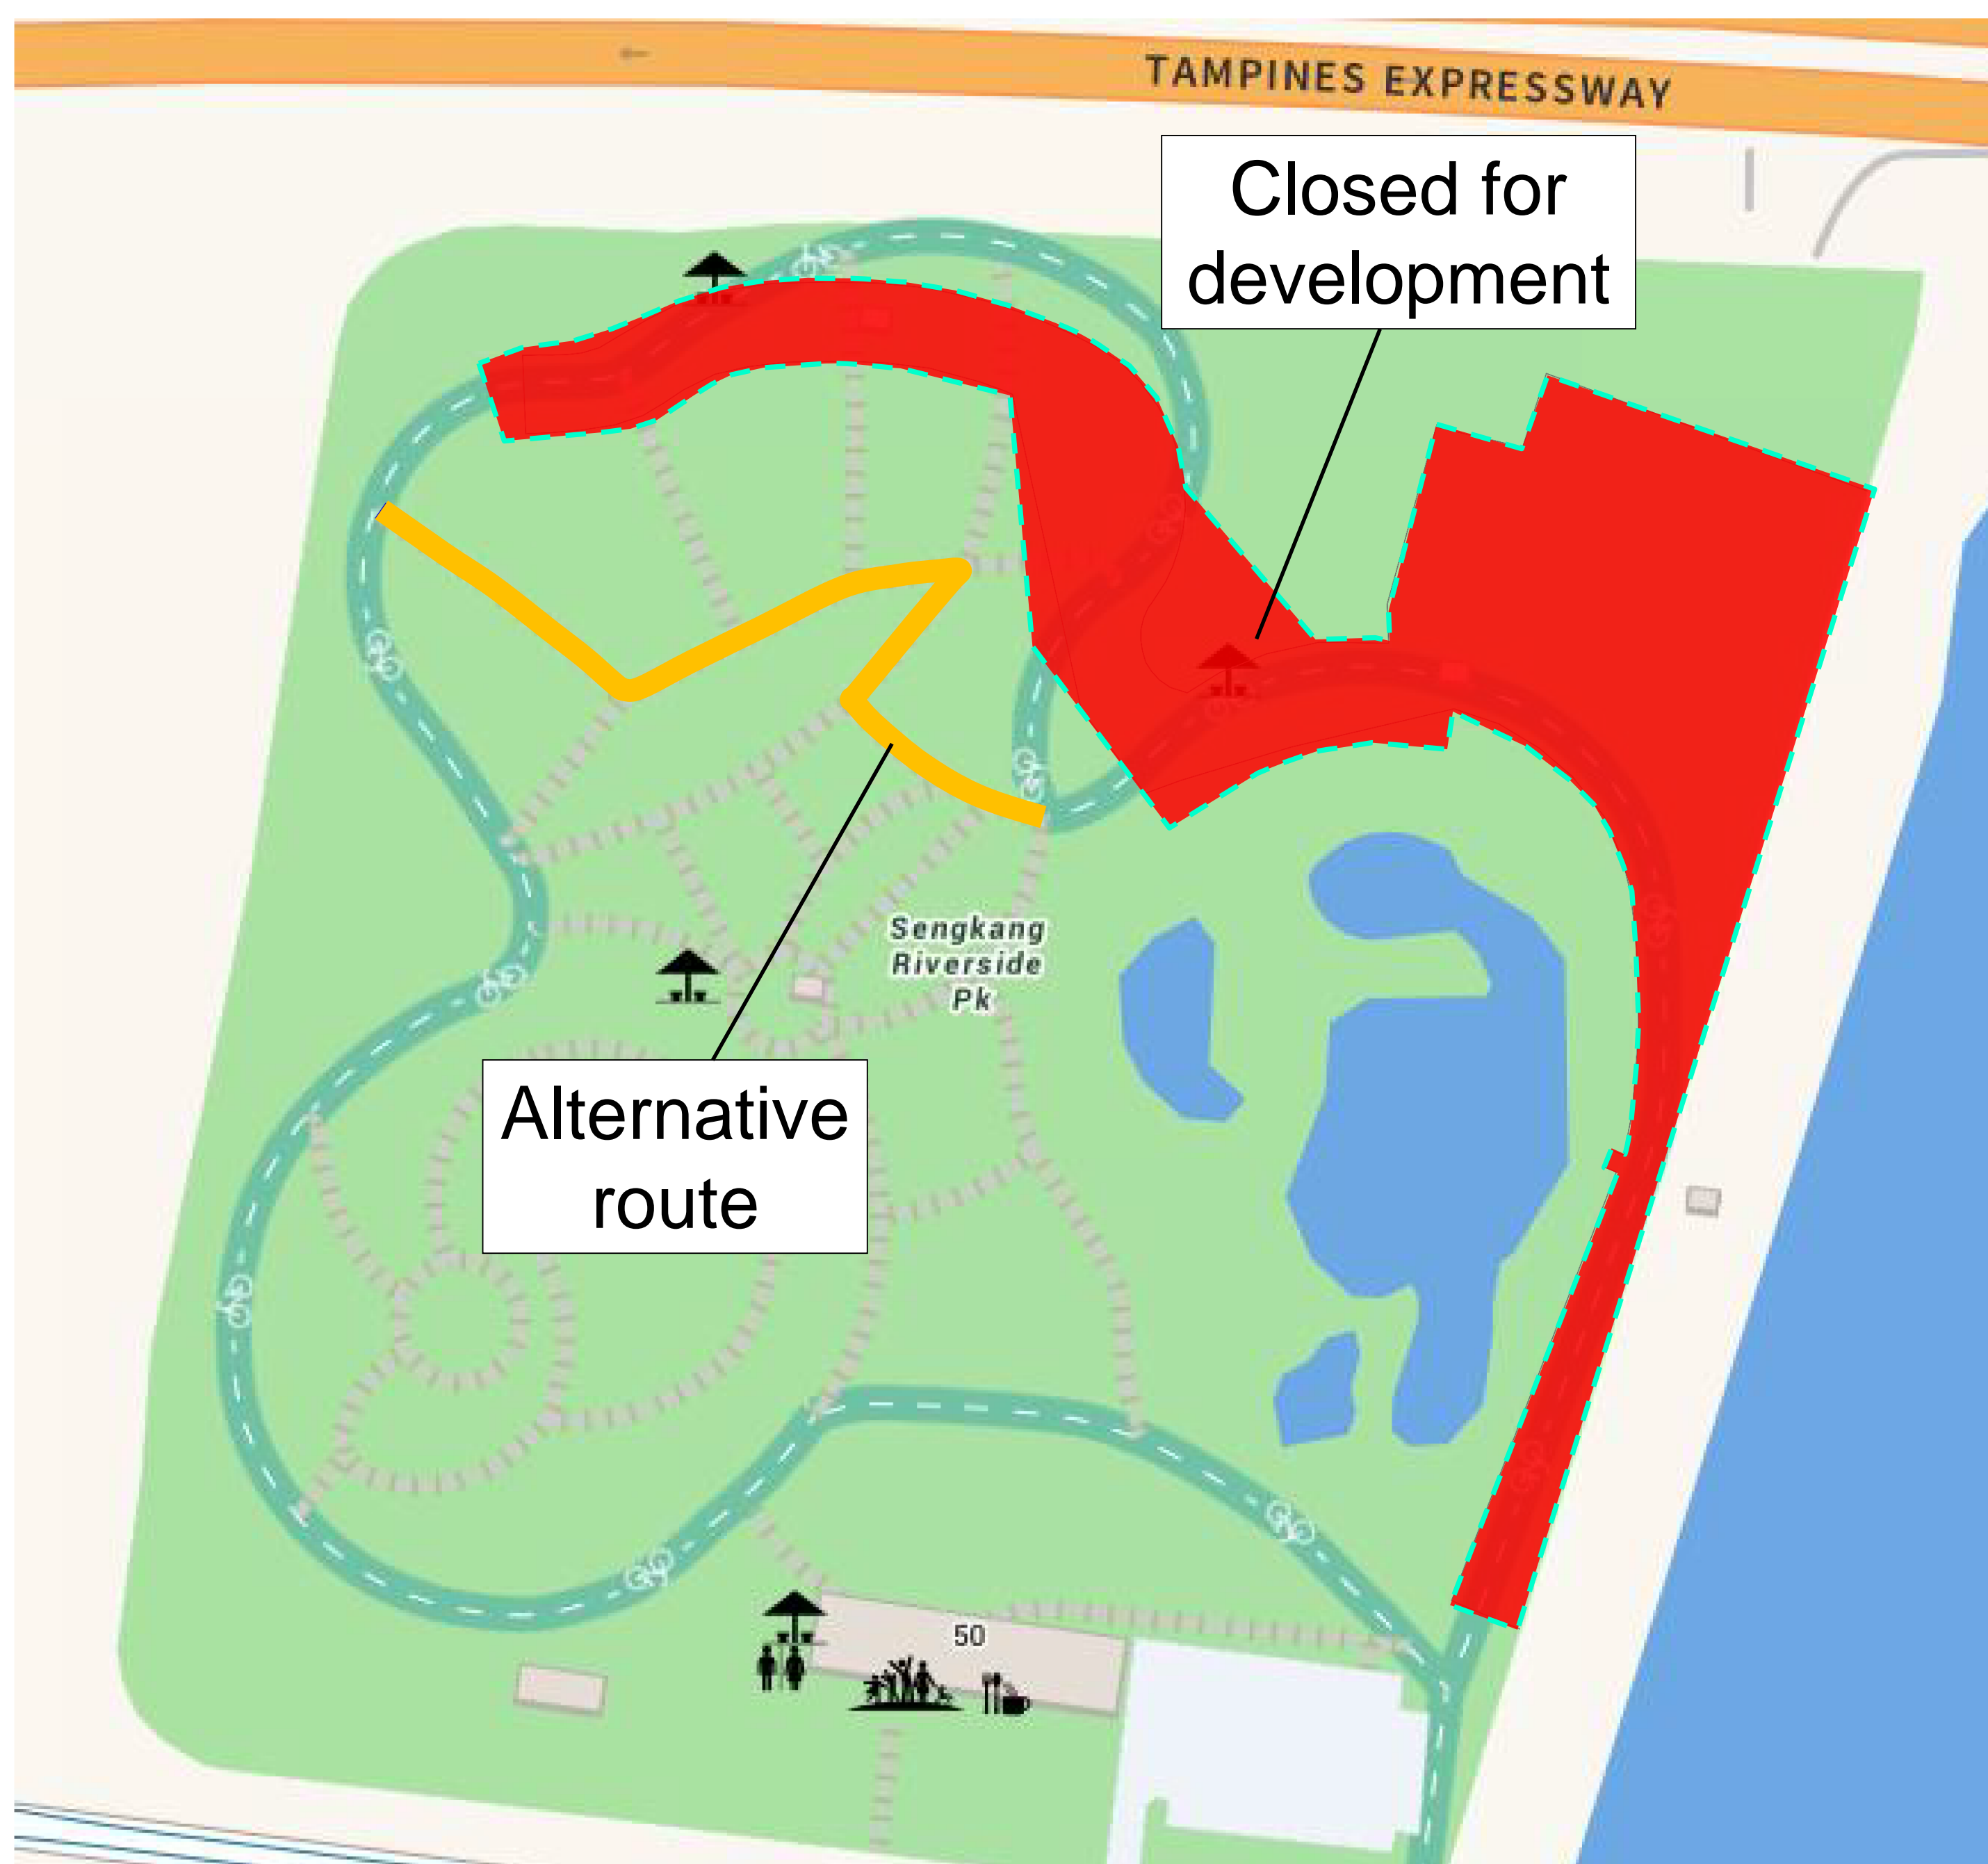 TAMPINES EXPRESSWAY
Closed for
development
Sengkang
Riverside
Pk
Alternative
route
50